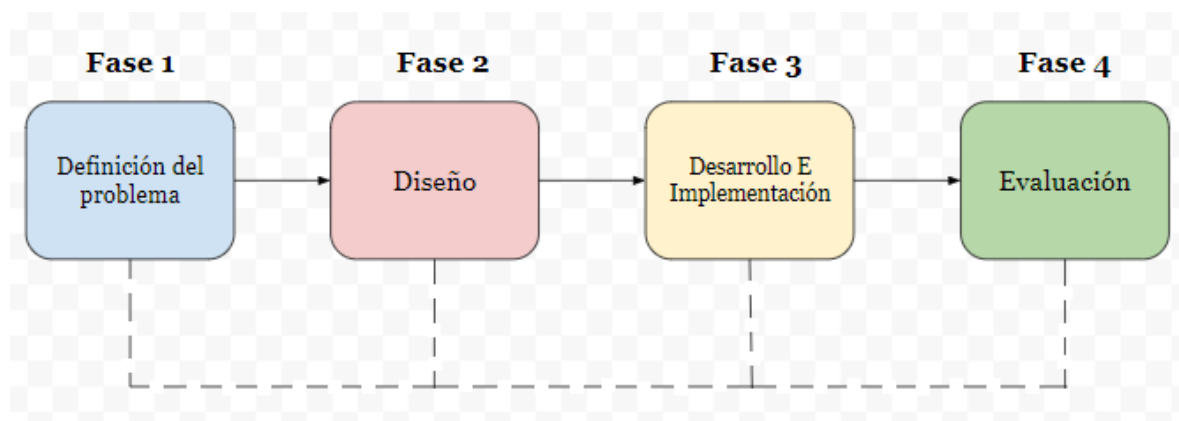 Fase 1
Fase 2
Fase 3
Fase 4
Definición del
problema
Diseño
Desarrollo E
Implementación
Evaluación